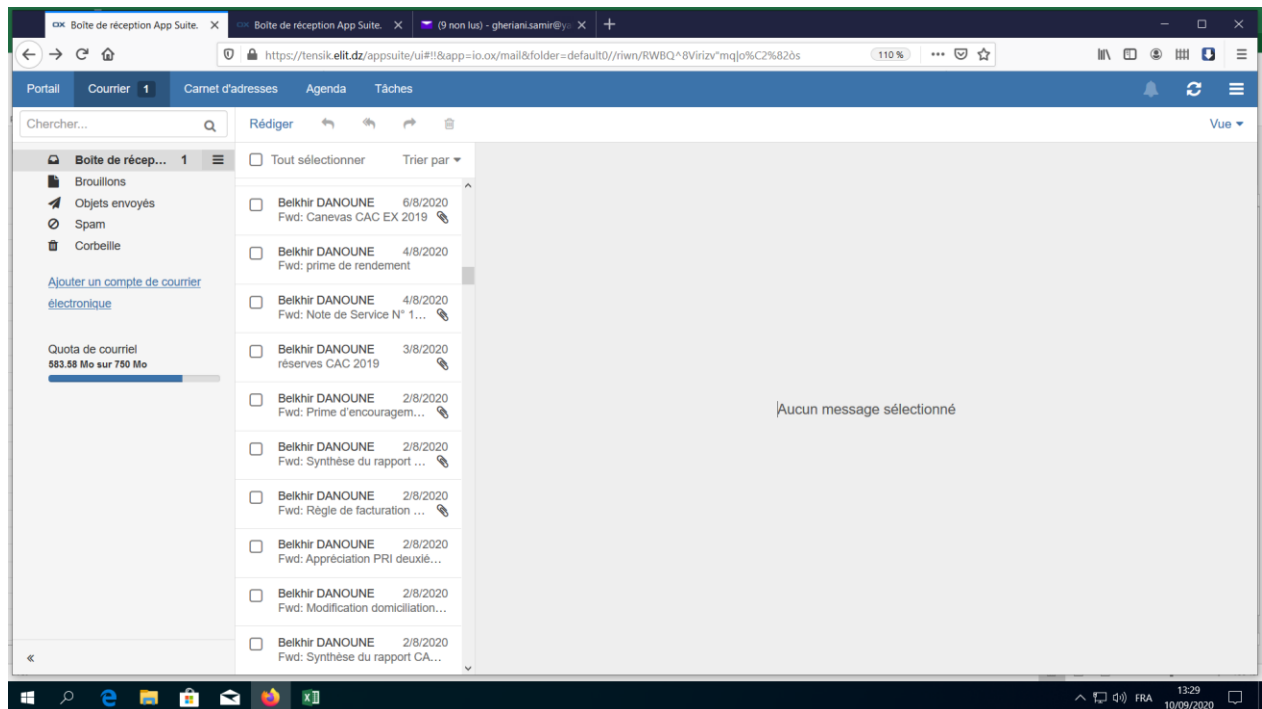 Boîte de réception App Suite.
Boîte de réception App Suite.
(9 non lus) - gheriani.samir@ya
https://tensik.elit.dz/appsuite/ui#!!&app=io.ox/mail&folder=default0//riwn/RWBQ^8Virizv"mq|o%C2%82òs
110 %
Portail Courrier 1 Carnet d'adresses Agenda Tâches
Chercher...
Rédiger
Vue
Boîte de récep... 1
Brouillons
Objets envoyés
Spam
Corbeille
Ajouter un compte de courrier
électronique
Quota de courriel
583.58 Mo sur 750 Mo
Tout sélectionner Trier par
Belkhir DANOUNE 6/8/2020
Fwd: Canevas CAC EX 2019
Belkhir DANOUNE 4/8/2020
Fwd: prime de rendement
Belkhir DANOUNE 4/8/2020
Fwd: Note de Service N° 1...
Belkhir DANOUNE 3/8/2020
réserves CAC 2019
Belkhir DANOUNE 2/8/2020
Fwd: Prime d'encouragem...
Belkhir DANOUNE 2/8/2020
Fwd: Synthèse du rapport ...
Belkhir DANOUNE 2/8/2020
Fwd: Règle de facturation ...
Belkhir DANOUNE 2/8/2020
Fwd: Appréciation PRI deuxiè...
Belkhir DANOUNE 2/8/2020
Fwd: Modification domiciliation...
Belkhir DANOUNE 2/8/2020
Fwd: Synthèse du rapport CA...
Aucun message sélectionné
FRA
13:29
10/09/2020